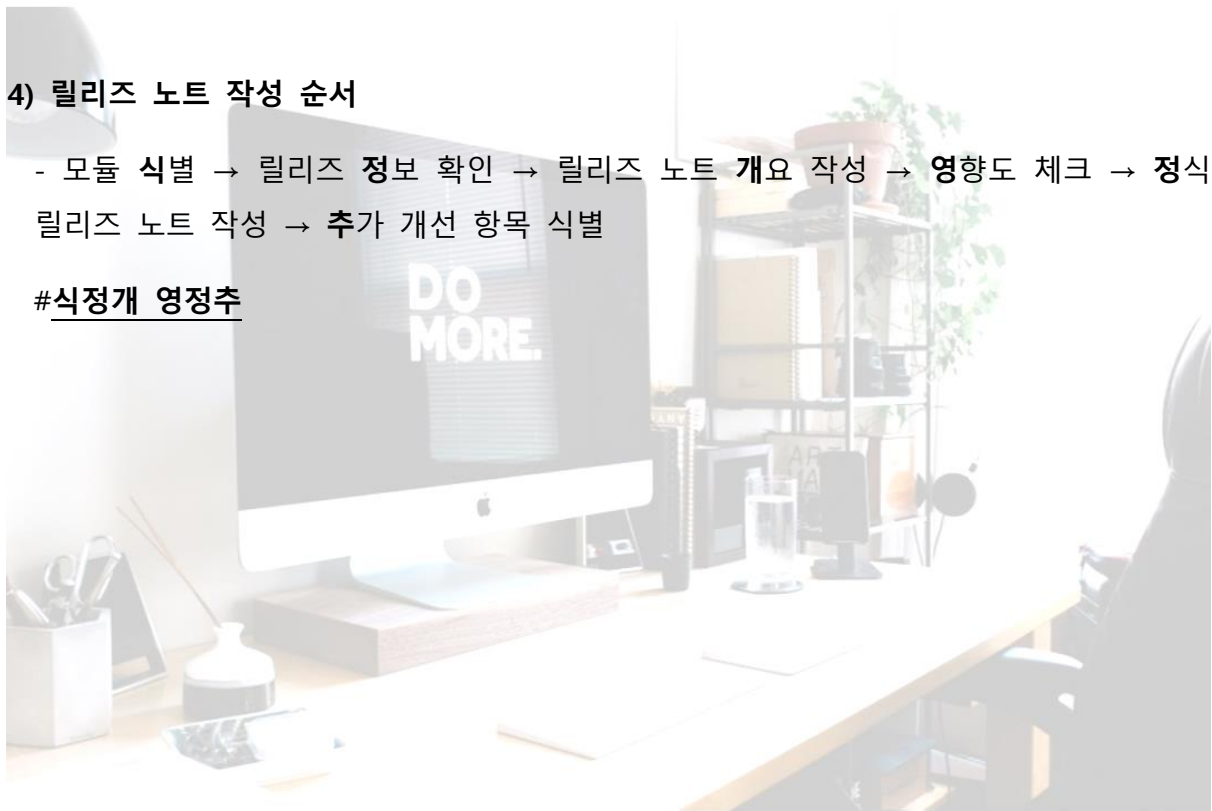 4) 릴리즈 노트 작성 순서
- 모듈 식별 → 릴리즈 정보 확인 → 릴리즈 노트 개요 작성 → 영향도 체크 → 정식
릴리즈 노트 작성 → 추가 개선 항목 식별
#식정개 영정추
DO
MORE.